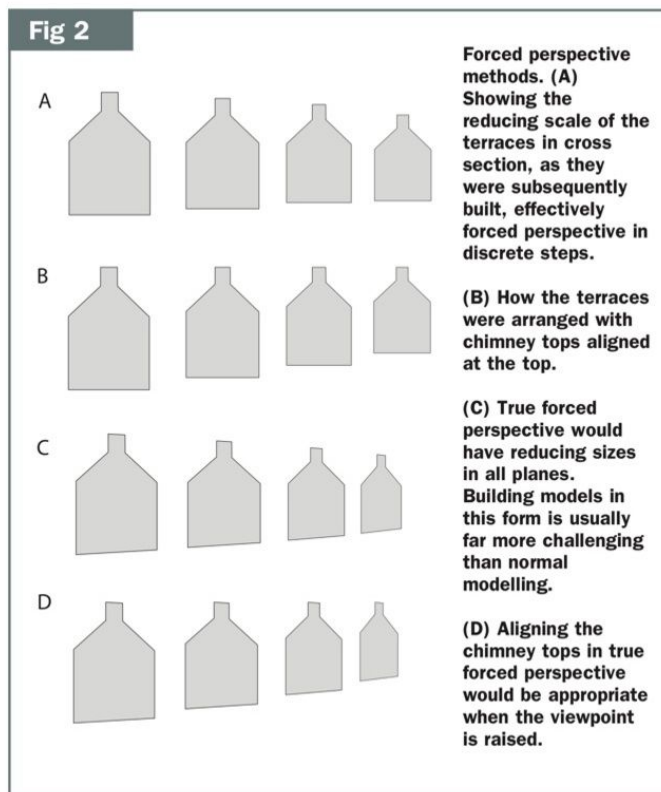 Fig 2
A
B
C
D
Forced perspective
methods. (A)
Showing the
reducing scale of the
terraces in cross
section, as they
were subsequently
built, effectively
forced perspective in
discrete steps.
(B) How the terraces
were arranged with
chimney tops aligned
at the top.
(C) True forced
perspective would
have reducing sizes
in all planes.
Building models in
this form is usually
far more challenging
than normal
modelling.
(D) Aligning the
chimney tops in true
forced perspective
would be appropriate
when the viewpoint
is raised.